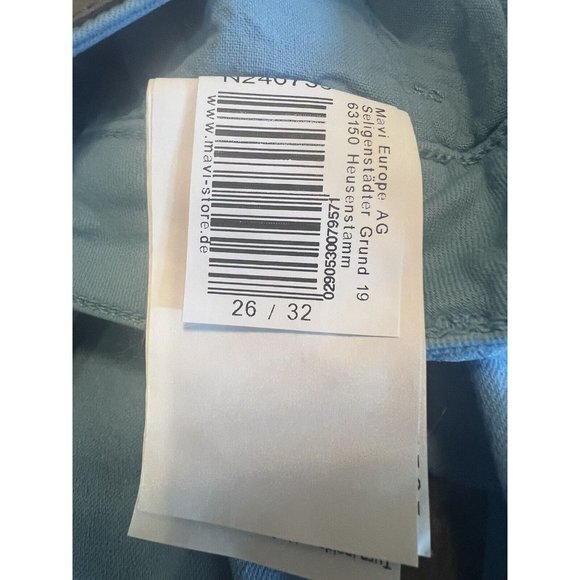 Mavi Europe AG
Seligenstädter Grund 19
63150 Heusenstamm
0290530079571
www.mavi-store.de
26 / 32